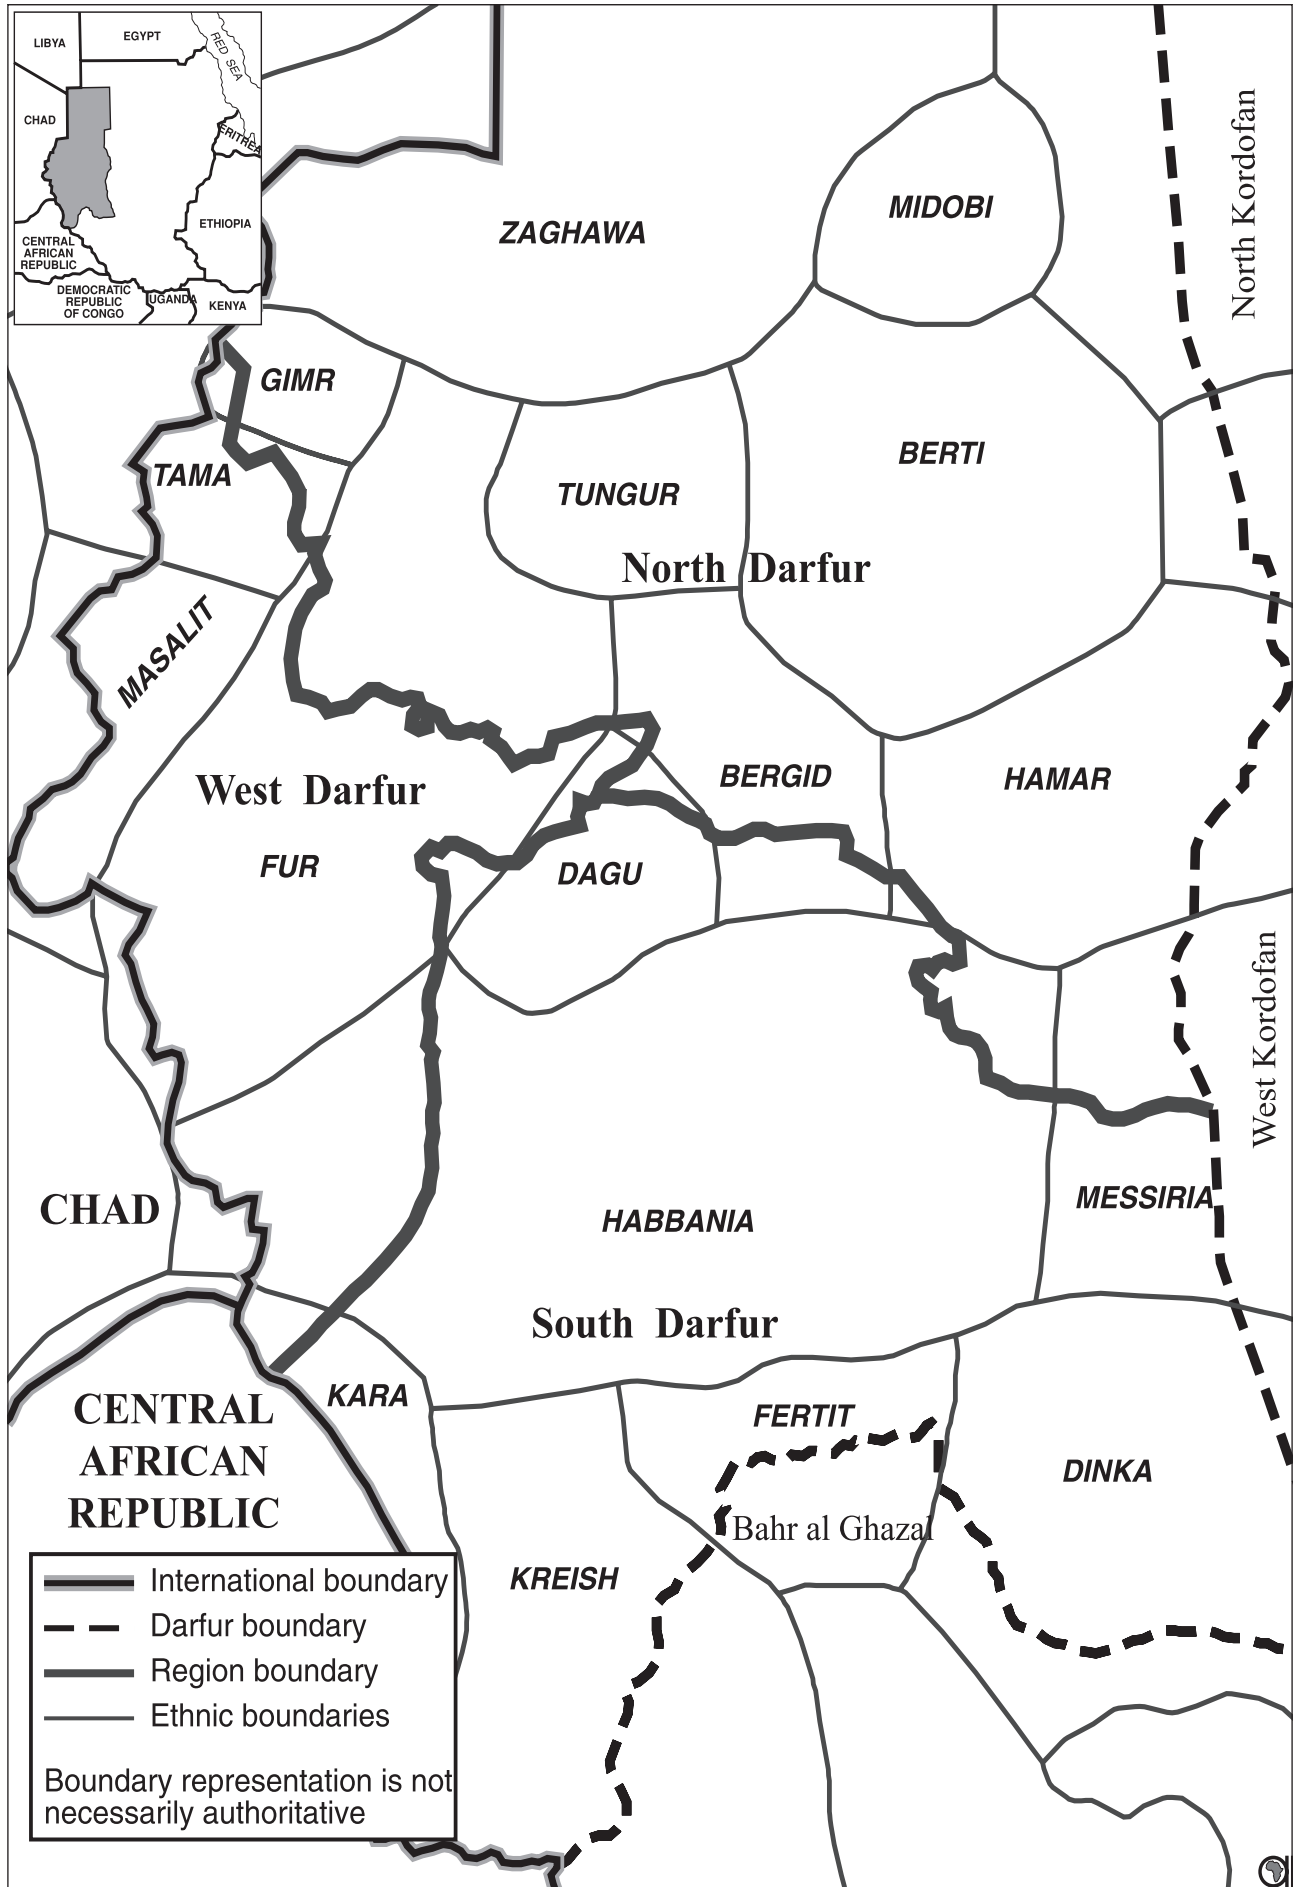 LIBYA
EGYPT
RED SEA
CHAD
ERITREA
ETHIOPIA
CENTRAL
AFRICAN
REPUBLIC
DEMOCRATIC
REPUBLIC
OF CONGO
UGANDA
KENYA
ZAGHAWA
MIDOBI
North Kordofan
GIMR
TAMA
TUNGUR
BERTI
North Darfur
MASALIT
West Darfur
BERGID
HAMAR
FUR
DAGU
West Kordofan
CHAD
HABBANIA
MESSIRIA
South Darfur
KARA
FERTIT
CENTRAL
AFRICAN
REPUBLIC
DINKA
Bahr al Ghazal
KREISH
International boundary
Darfur boundary
Region boundary
Ethnic boundaries
Boundary representation is not
necessarily authoritative